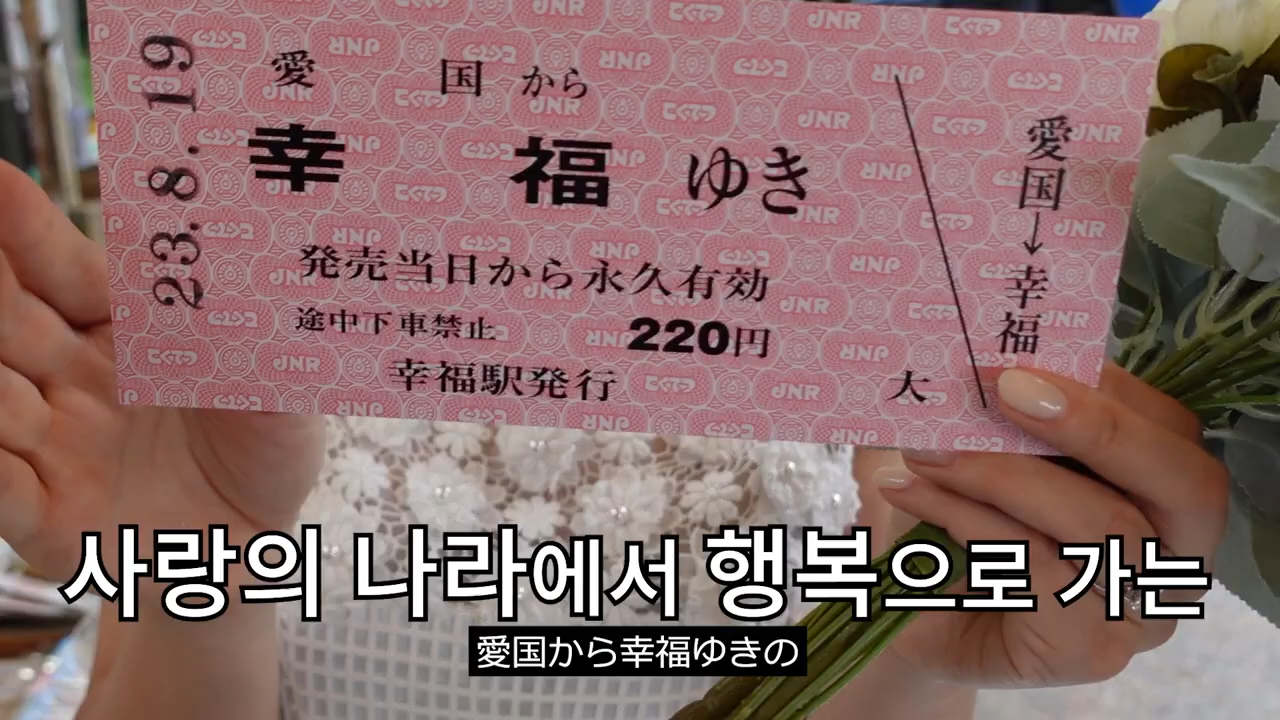 23.8.19
愛国から
幸福ゆき
発売当日から永久有効
途中下車禁止 220円
幸福駅発行 大
愛国→幸福
사랑의 나라에서 행복으로 가는
愛国から幸福ゆきの